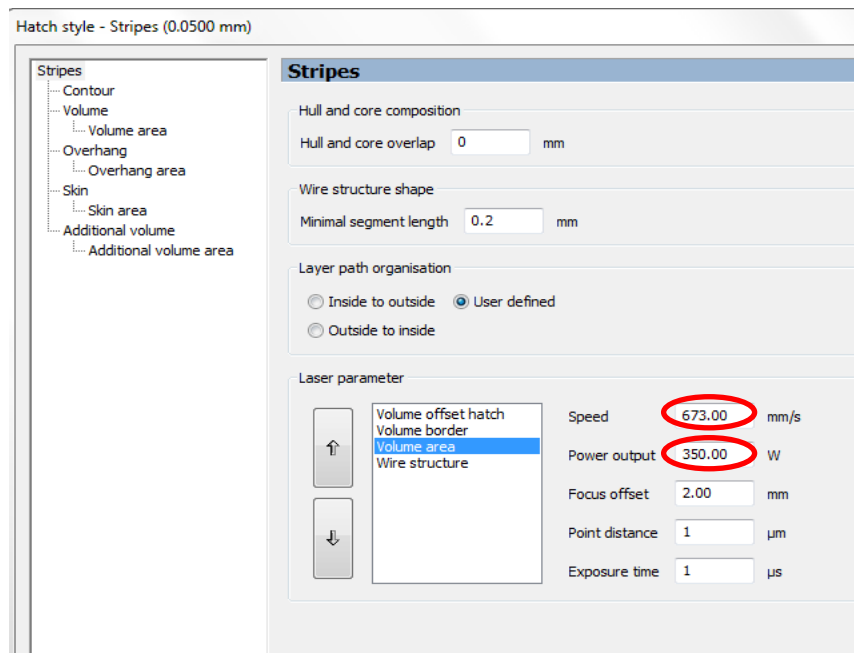 Hatch style - Stripes (0.0500 mm)
Stripes
Contour
Volume
Volume area
Overhang
Overhang area
Skin
Skin area
Additional volume
Additional volume area
Stripes
Hull and core composition
Hull and core overlap 0 mm
Wire structure shape
Minimal segment length 0.2 mm
Layer path organisation
Inside to outside User defined
Outside to inside
Laser parameter
Volume offset hatch
Volume border
Volume area
Wire structure
Speed 673.00 mm/s
Power output 350.00 W
Focus offset 2.00 mm
Point distance 1 µm
Exposure time 1 µs